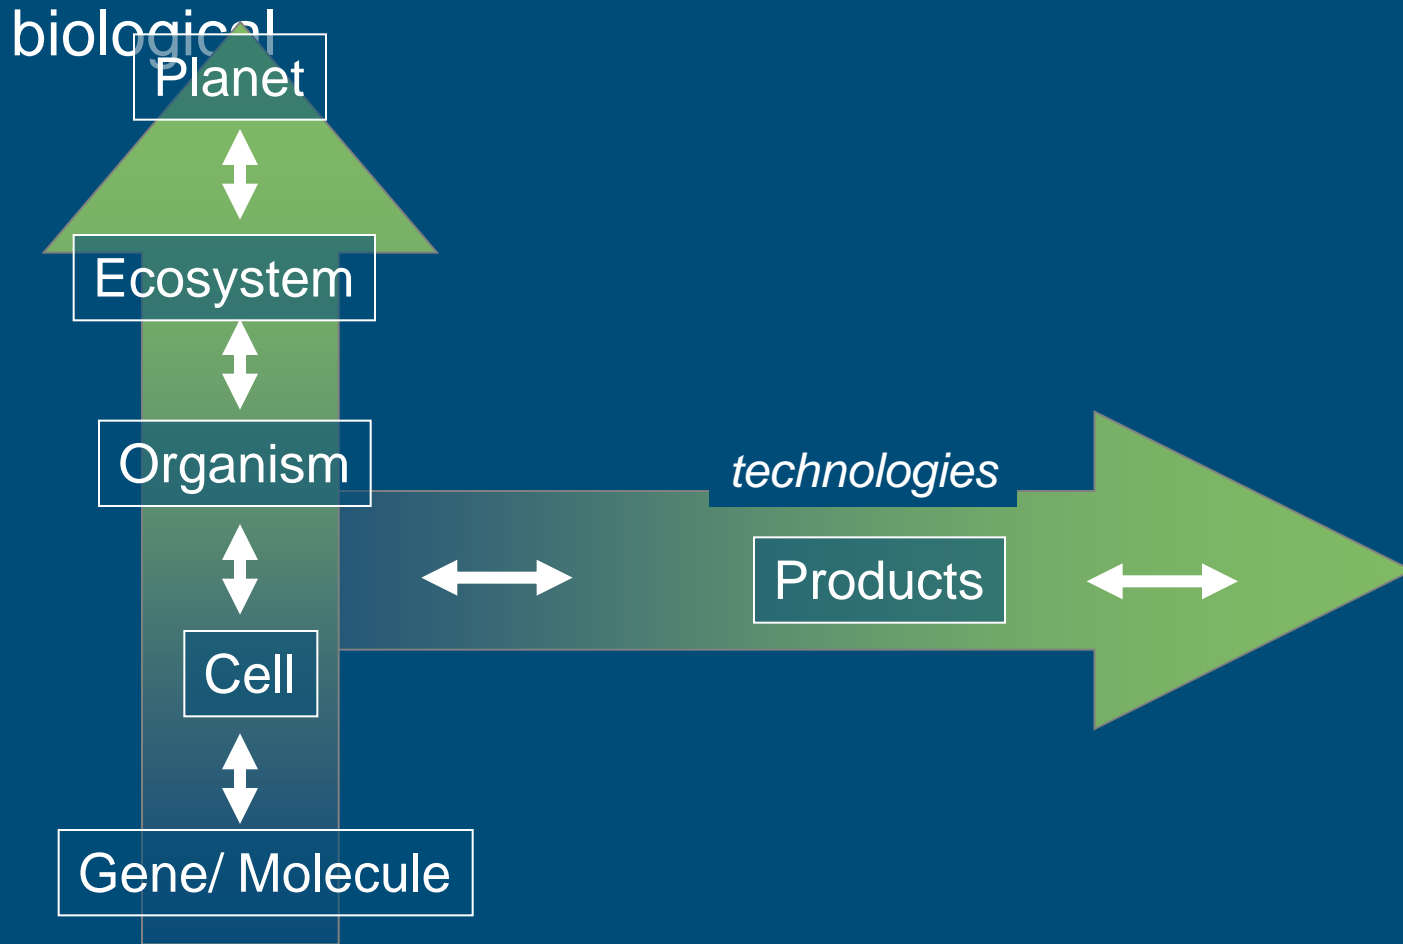 biological
Planet
Ecosystem
Organism
technologies
Products
Cell
Gene/ Molecule